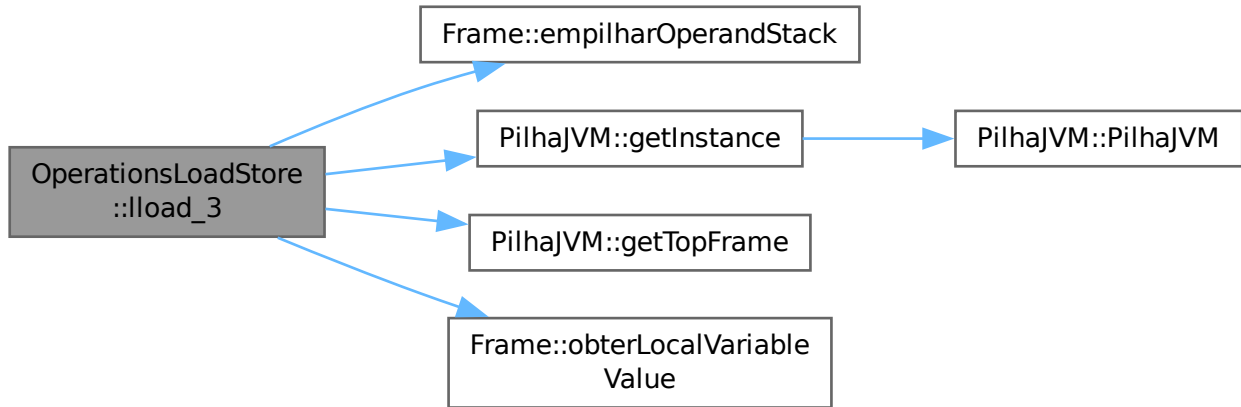 Frame::empilharOperandStack
OperationsLoadStore
::lload_3
PilhaJVM::getInstance
PilhaJVM::PilhaJVM
PilhaJVM::getTopFrame
Frame::obterLocalVariable
Value